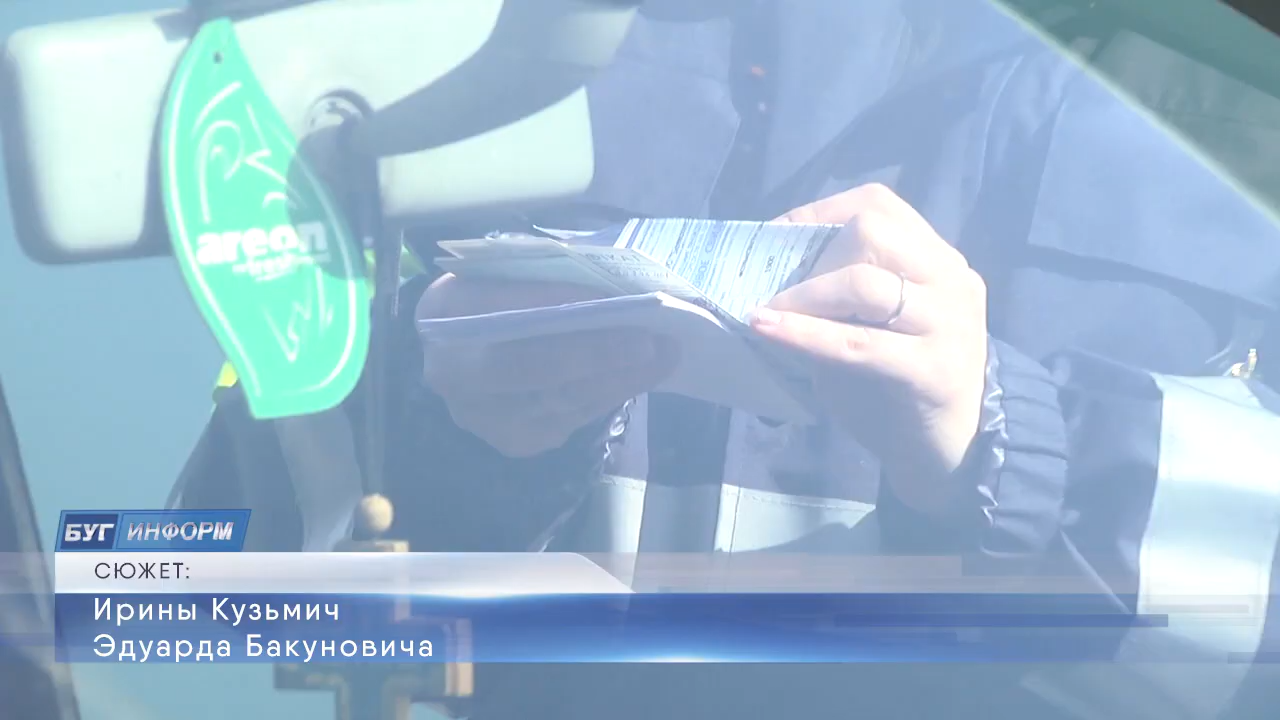 areon
БУГ ИНФОРМ
СЮЖЕТ:
Ирины Кузьмич
Эдуарда Бакуновича